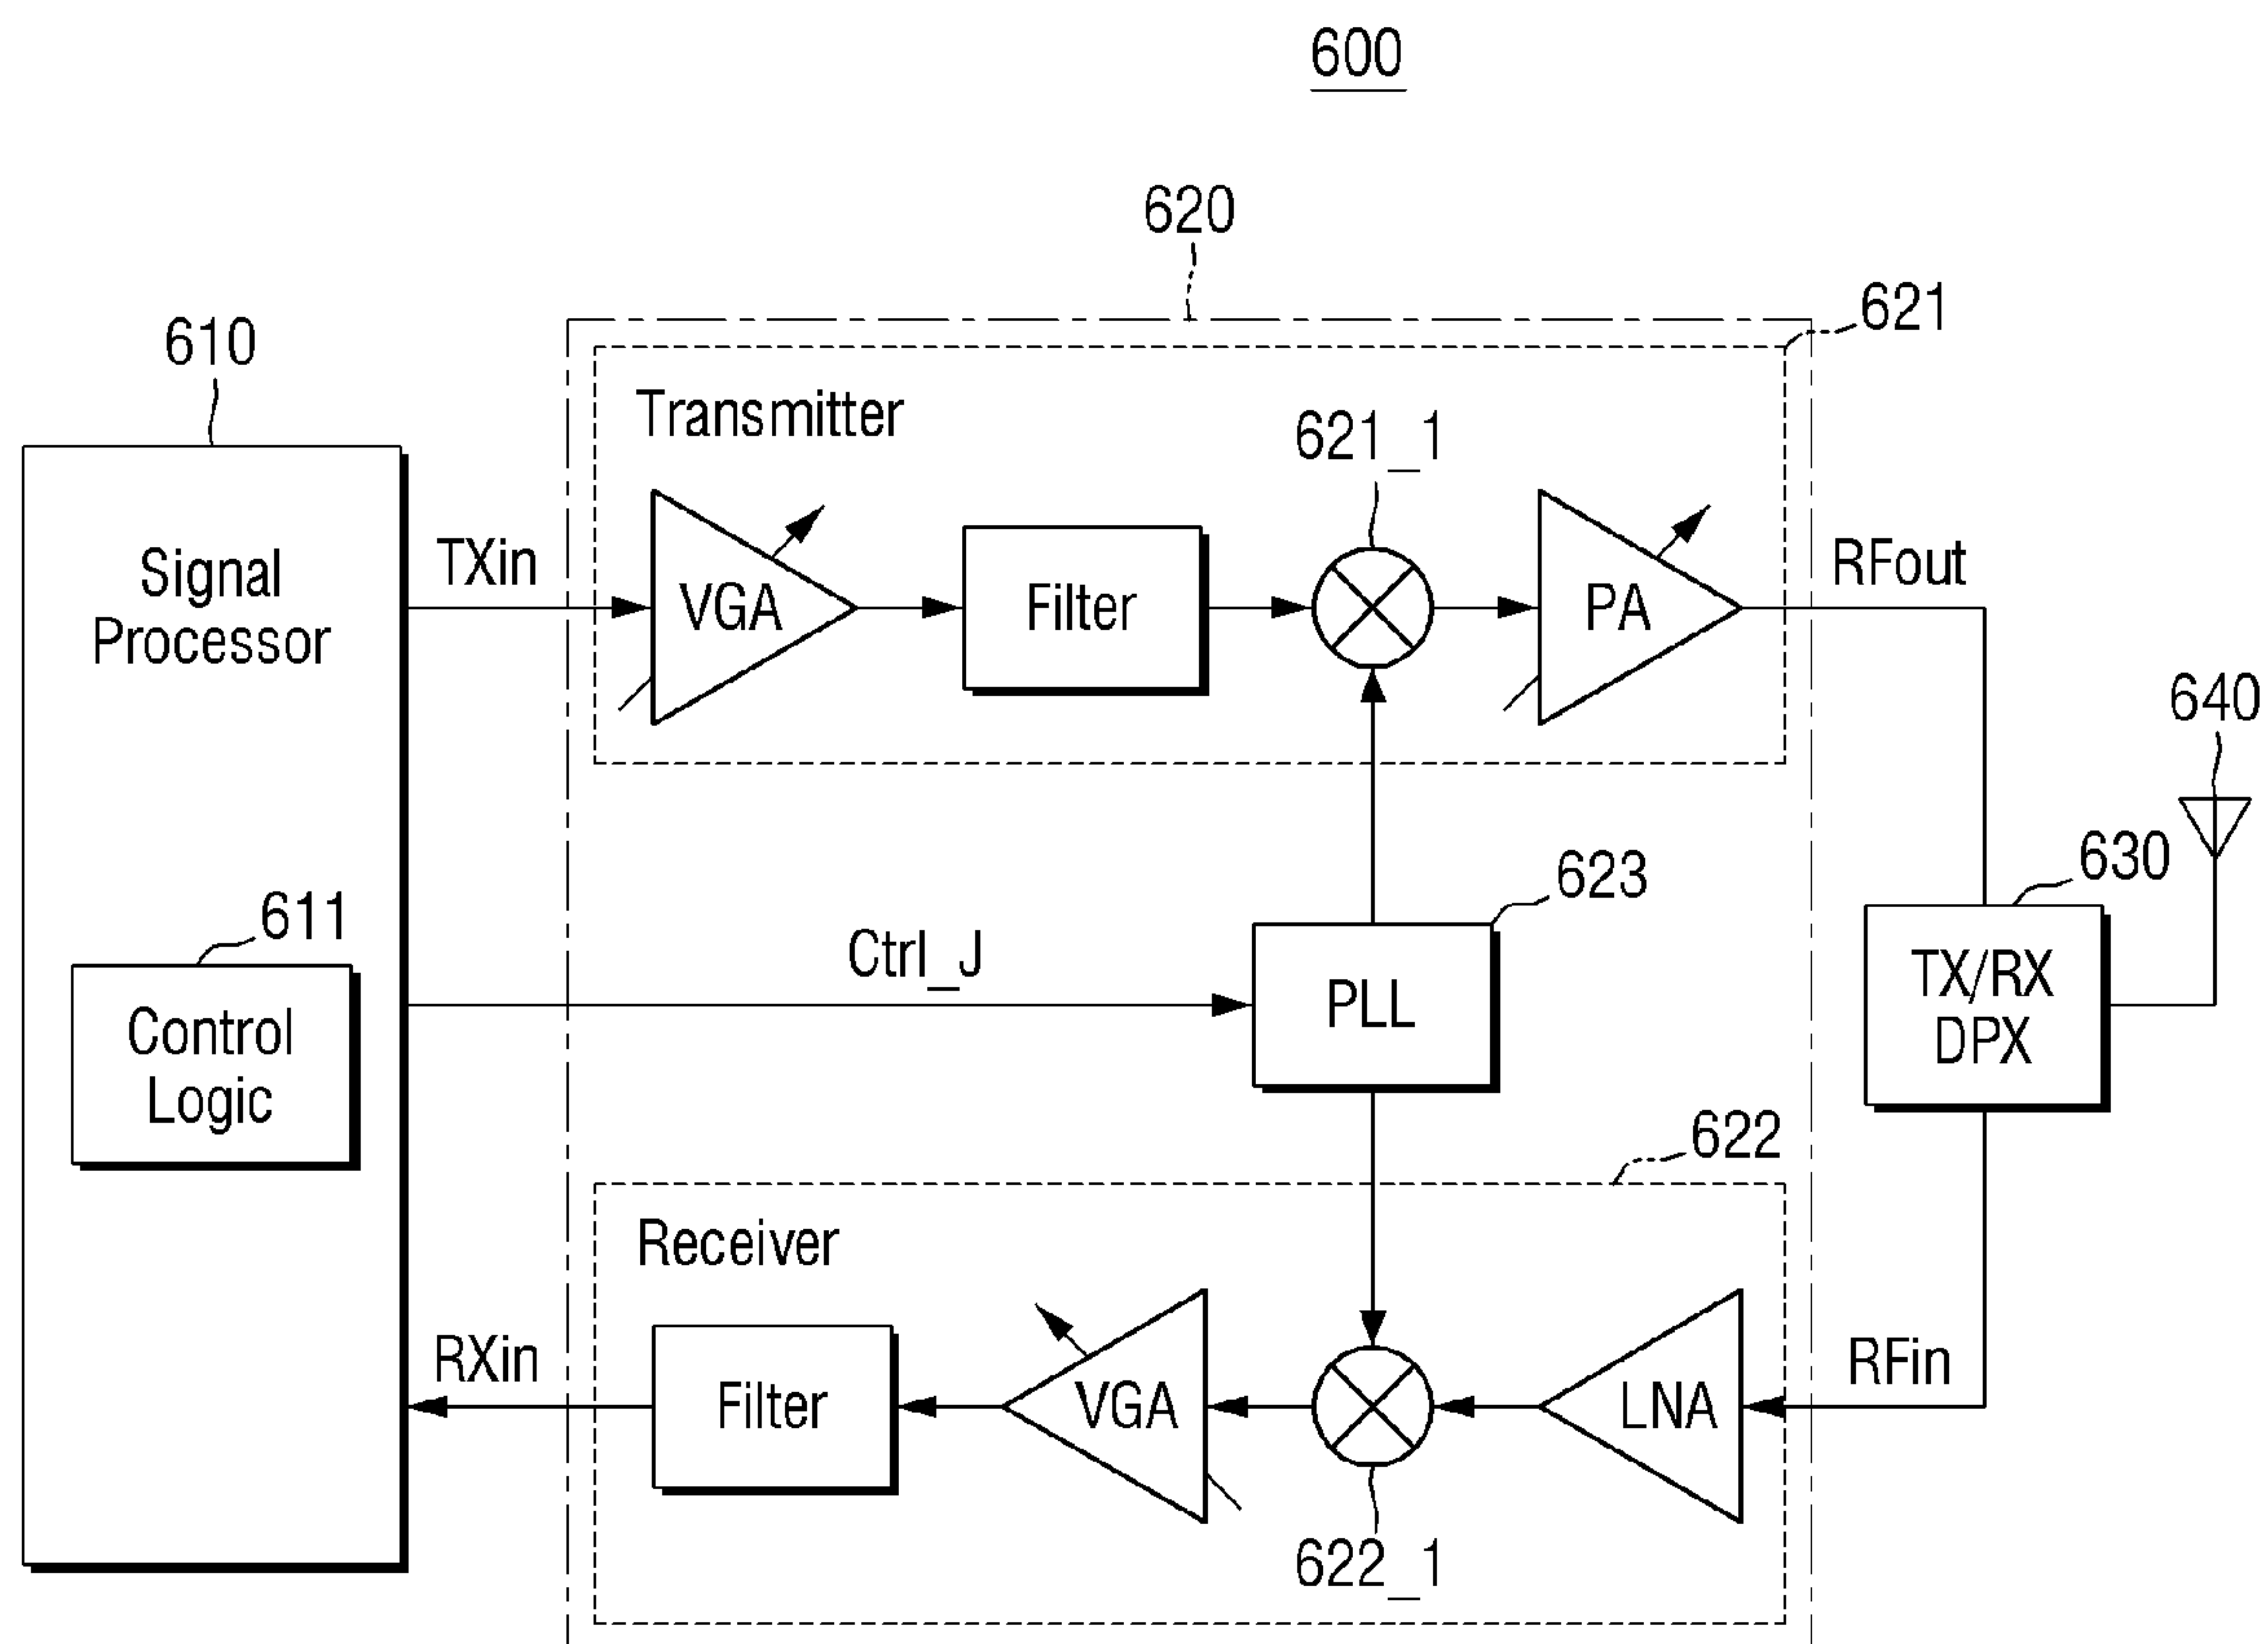 600
620
621
610
Transmitter
621_1
Signal
Processor
TXin
VGA
Filter
PA
RFout
640
630
623
611
Ctrl_J
PLL
TX/RX
DPX
Control
Logic
622
Receiver
RXin
Filter
VGA
LNA
RFin
622_1